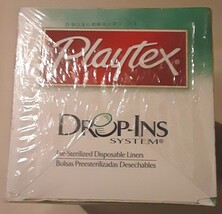 Playtex®
DROP-INS
SYSTEM®
Pre-Sterilized Disposable Liners
Bolsas Preesterilizadas Desechables